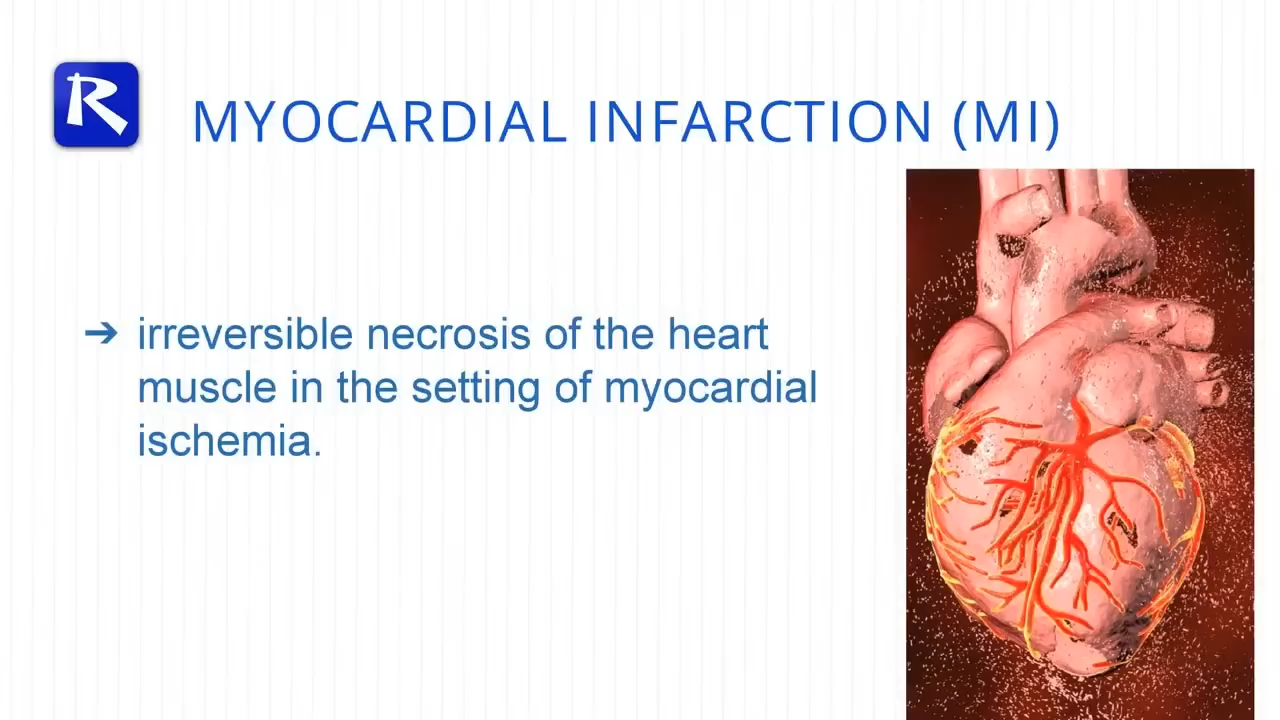 R
MYOCARDIAL INFARCTION (MI)
➔ irreversible necrosis of the heart
muscle in the setting of myocardial
ischemia.